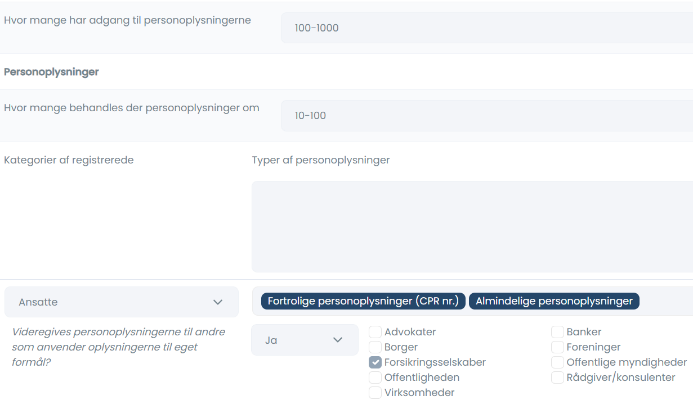 Hvor mange har adgang til personoplysningerne
100-1000
Personoplysninger
Hvor mange behandles der personoplysninger om
10-100
Kategorier af registrerede
Typer af personoplysninger
Ansatte
Fortrolige personoplysninger (CPR nr.)
Almindelige personoplysninger
Videregives personoplysningerne til andre
som anvender oplysningerne til eget
formål?
Ja
Advokater
Borger
Forsikringsselskaber
Offentligheden
Virksomheder
Banker
Foreninger
Offentlige myndigheder
Rådgiver/konsulenter